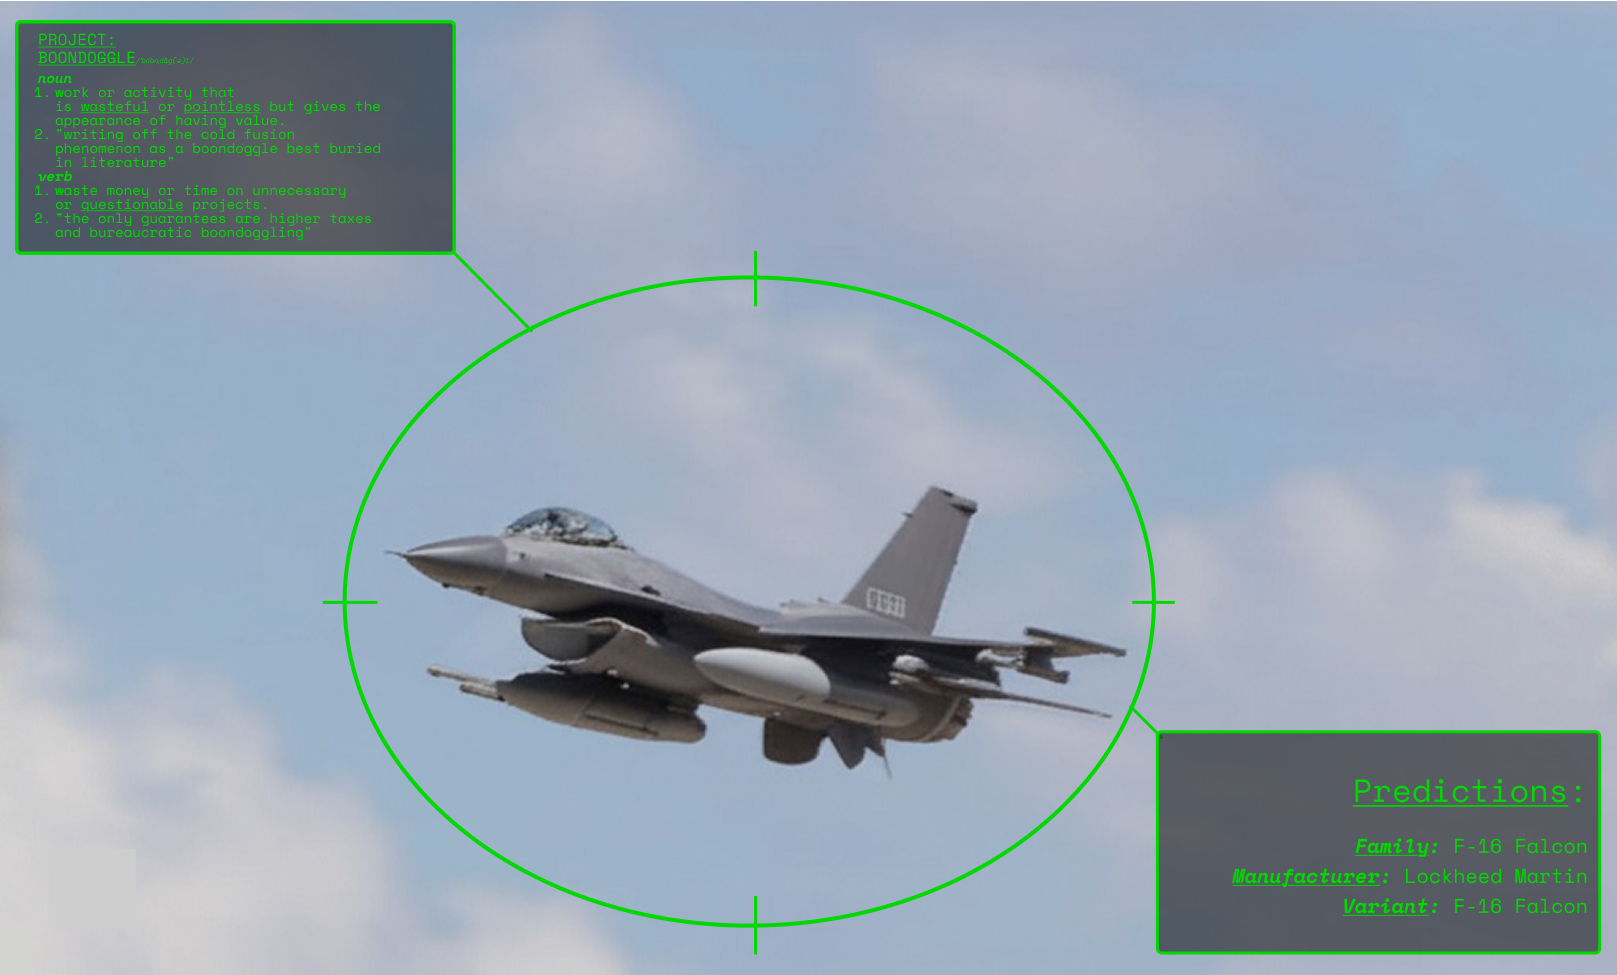 PROJECT:
BOONDOGGLE
noun
1. work or activity that
is wasteful or pointless but gives the
appearance of having value.
2. "writing off the cold fusion
phenomenon as a boondoggle best buried
in literature"
verb
1. waste money or time on unnecessary
or questionable projects.
2. "the only guarantees are higher taxes
and bureaucratic boondoggling"
Predictions:
Family: F-16 Falcon
Manufacturer: Lockheed Martin
Variant: F-16 Falcon